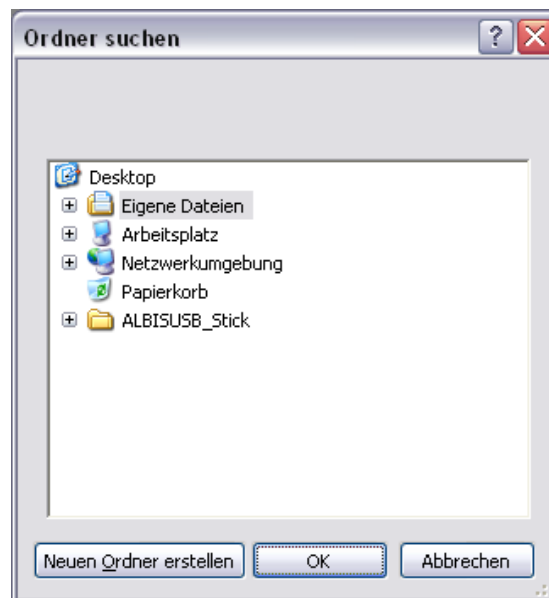 Ordner suchen
Desktop
Eigene Dateien
Arbeitsplatz
Netzwerkumgebung
Papierkorb
ALBISUSB_Stick
Neuen Ordner erstellen OK Abbrechen